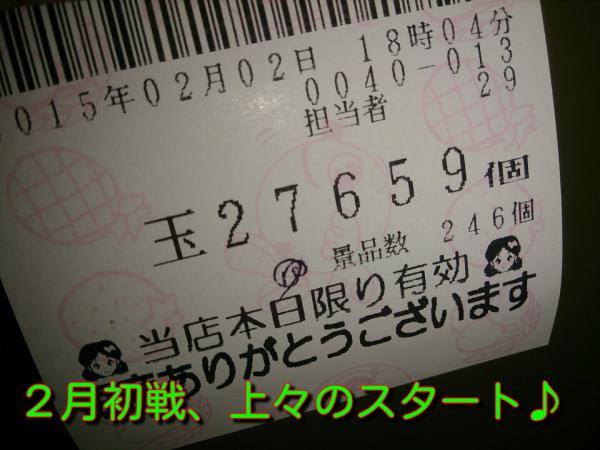 2015年02月02日 18時04分
0040-013
担当者 29
玉27659個
景品数 246個
当店本日限り有効
ありがとうございます
2月初戦、上々のスタート♪